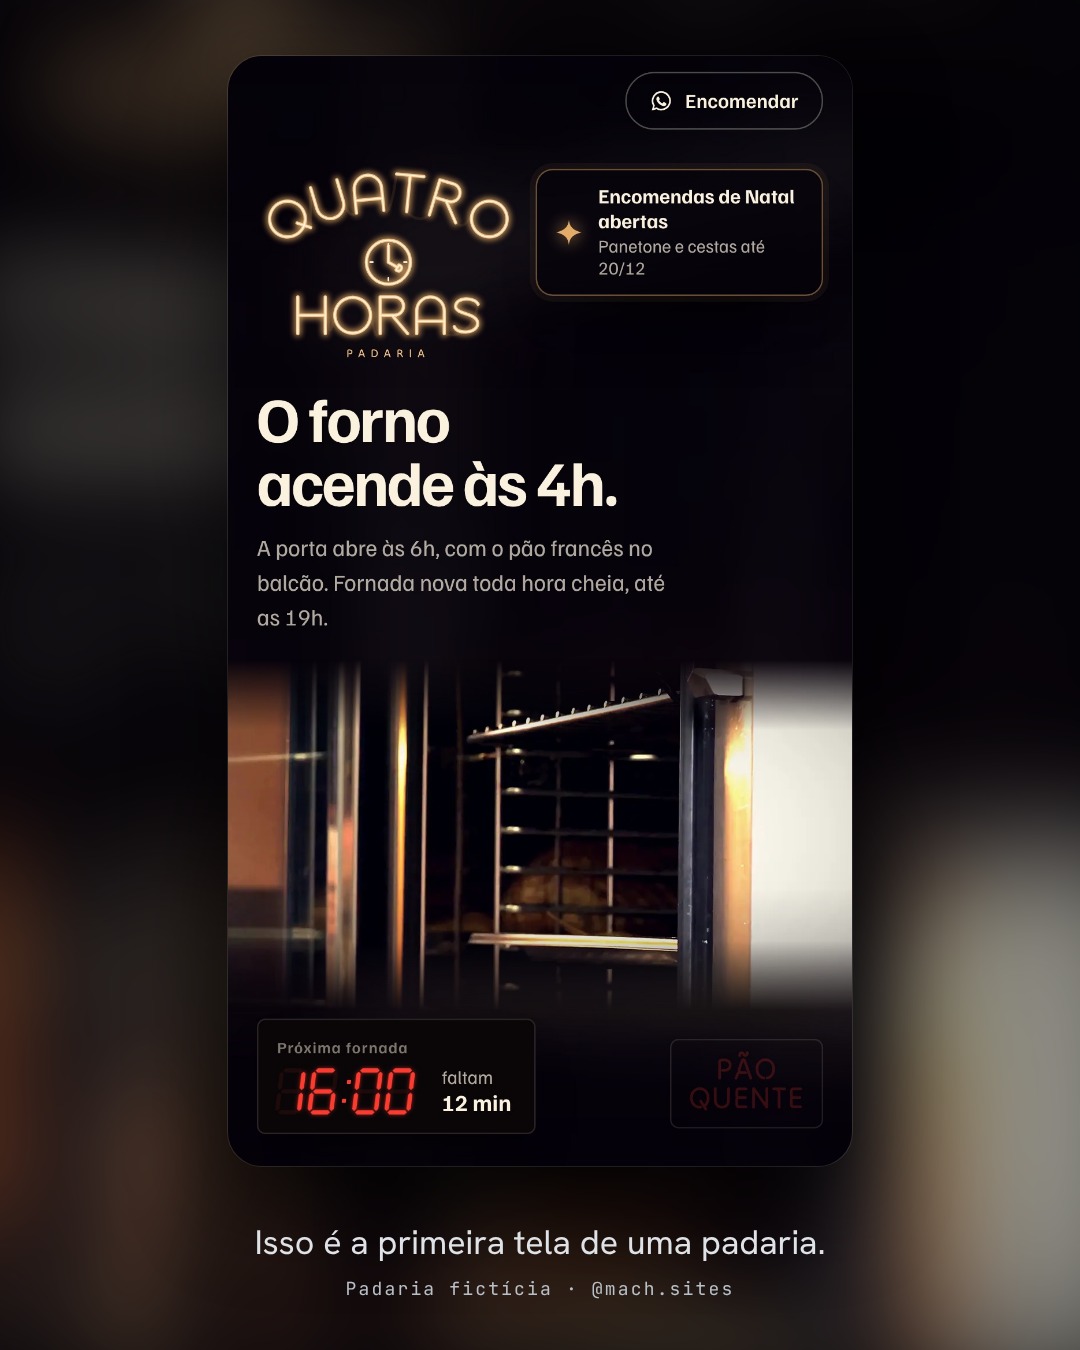 Encomendar
QUATRO
HORAS
PADARIA
Encomendas de Natal
abertas
Panetone e cestas até
20/12
O forno
acende às 4h.
A porta abre às 6h, com o pão francês no
balcão. Fornada nova toda hora cheia, até
as 19h.
Próxima fornada
16:00
faltam
12 min
PÃO
QUENTE
Isso é a primeira tela de uma padaria.
Padaria fictícia · @mach.sites